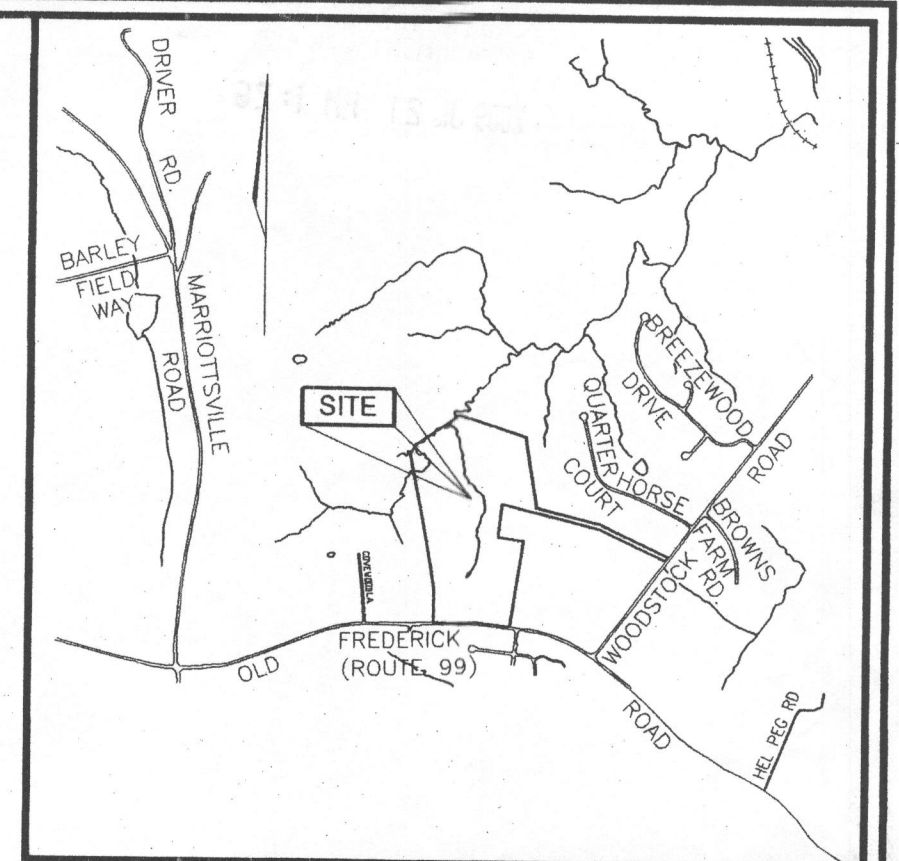 DRIVER
RD.
BARLEY
FIELD
WAY
MARRIOTTSVILLE
ROAD
SITE
BREEZEWOOD
DRIVE
QUARTER
HORSE
COURT
ROAD
WOODSTOCK
BROWNS
FARM
RD.
OLD
FREDERICK
(ROUTE 99)
ROAD
HEL PEG RD